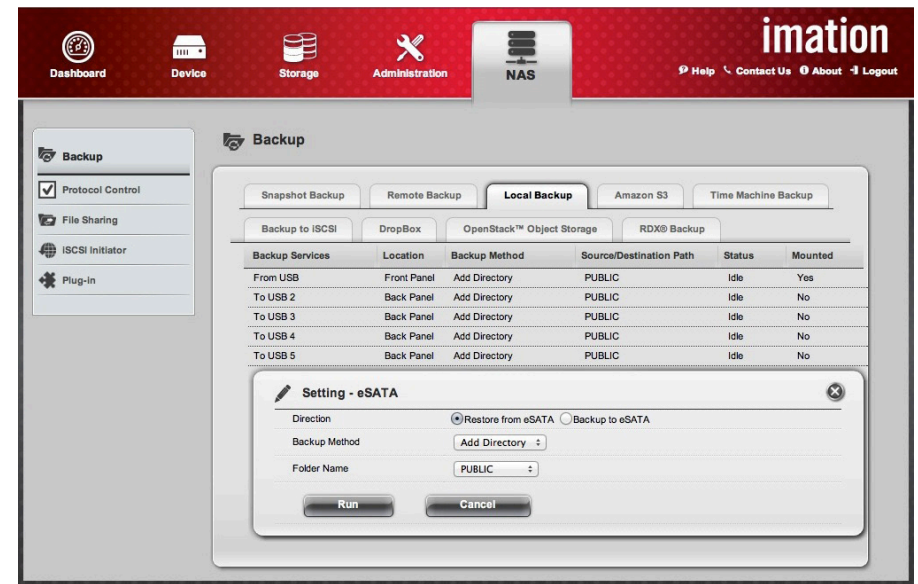 imation
Dashboard Device Storage Administration NAS
Help Contact Us About Logout
Backup
Protocol Control
File Sharing
iSCSI Initiator
Plug-in
Backup
Snapshot Backup Remote Backup Local Backup Amazon S3 Time Machine Backup
Backup to iSCSI DropBox OpenStack™ Object Storage RDX® Backup
Backup Services Location Backup Method Source/Destination Path Status Mounted
From USB Front Panel Add Directory PUBLIC Idle Yes
To USB 2 Back Panel Add Directory PUBLIC Idle No
To USB 3 Back Panel Add Directory PUBLIC Idle No
To USB 4 Back Panel Add Directory PUBLIC Idle No
To USB 5 Back Panel Add Directory PUBLIC Idle No
Setting - eSATA
Direction Restore from eSATA Backup to eSATA
Backup Method Add Directory
Folder Name PUBLIC
Run Cancel